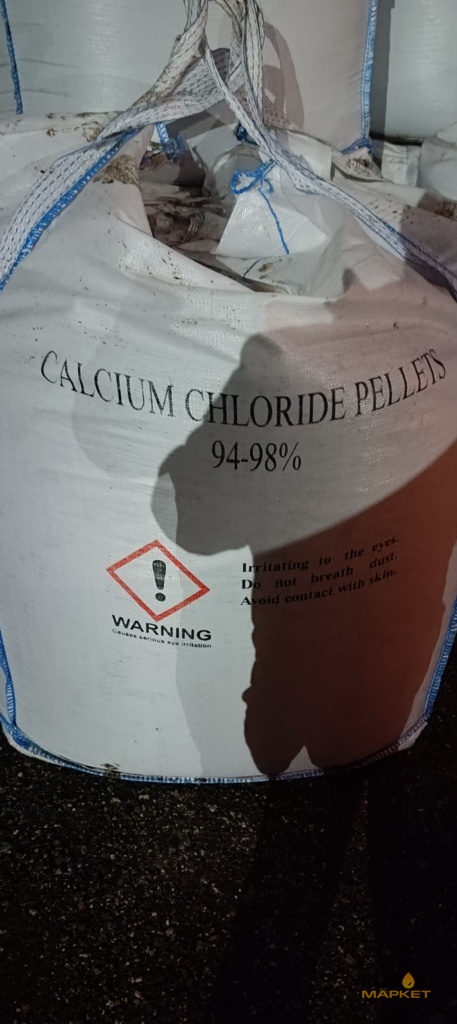 CALCIUM CHLORIDE PELLETS
94-98%
Irritating to the eyes.
Do not breath dust.
Avoid contact with skin.
WARNING
Causes serious eye irritation
МАРКЕТ